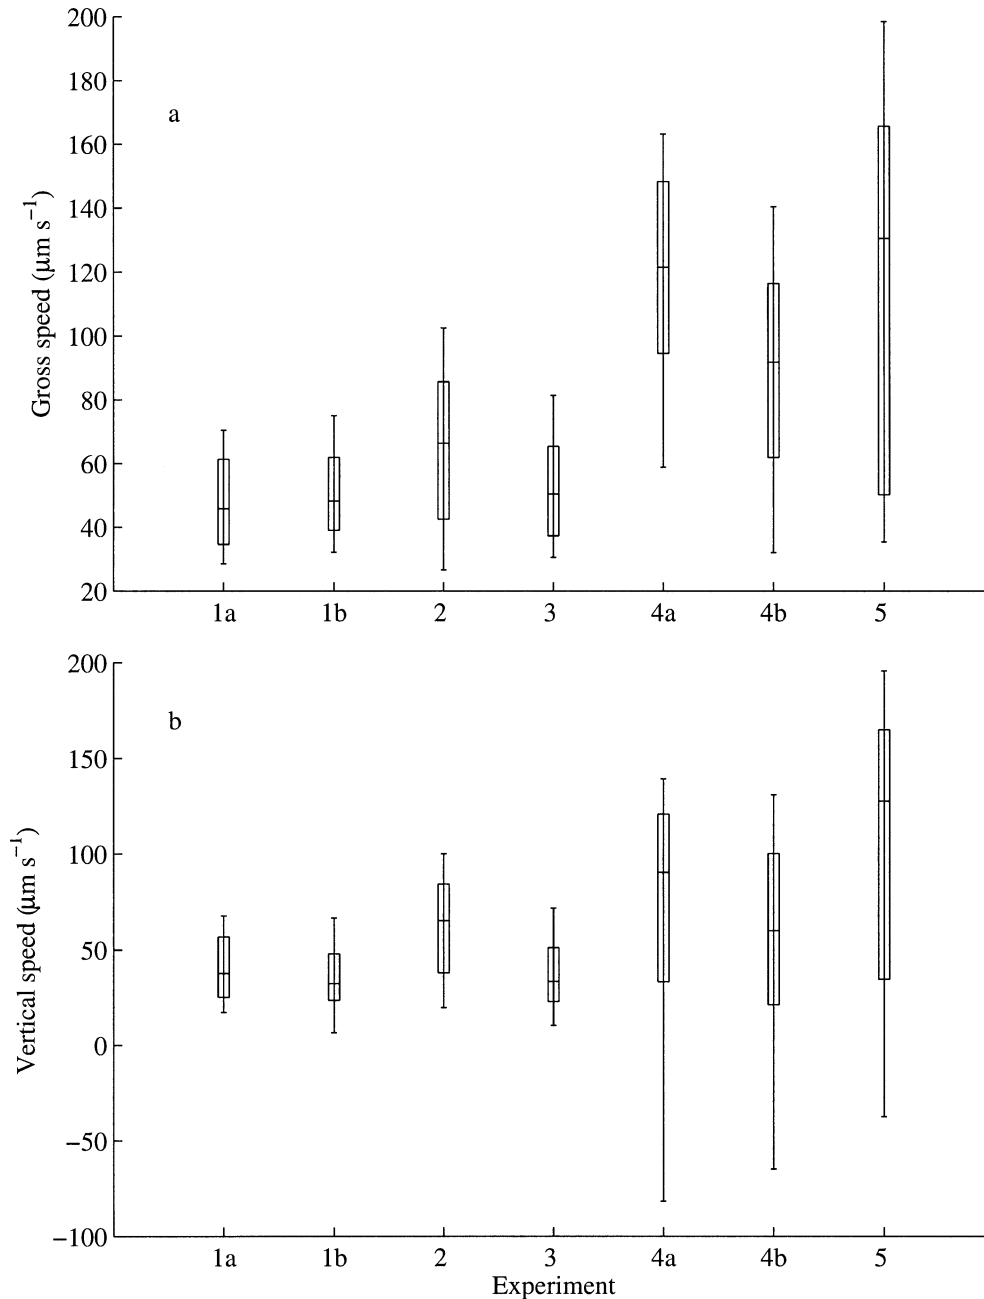 200
180
a
160
140
120
100
80
60
40
20
Gross speed (μm s⁻¹)
1a 1b 2 3 4a 4b 5
200
b
150
100
50
0
−50
−100
Vertical speed (μm s⁻¹)
1a 1b 2 3 4a 4b 5
Experiment